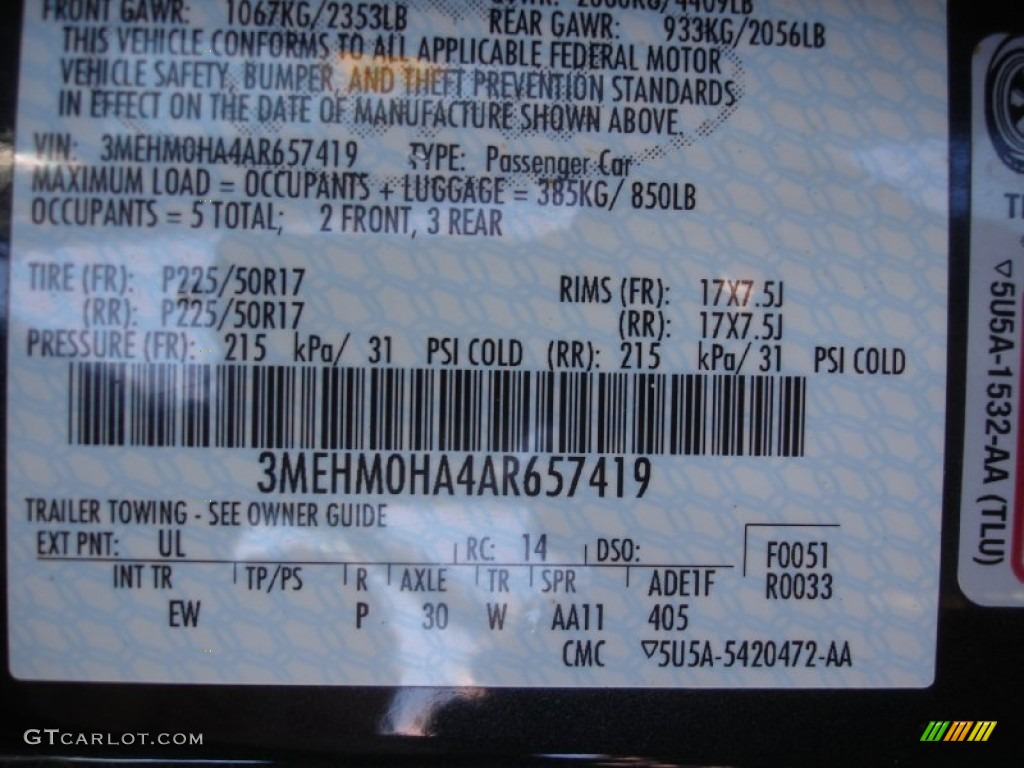 FRONT GAWR: 1067KG/2353LB
REAR GAWR: 933KG/2056LB
THIS VEHICLE CONFORMS TO ALL APPLICABLE FEDERAL MOTOR
VEHICLE SAFETY, BUMPER, AND THEFT PREVENTION STANDARDS
IN EFFECT ON THE DATE OF MANUFACTURE SHOWN ABOVE.
VIN: 3MEHM0HA4AR657419 TYPE: Passenger Car
MAXIMUM LOAD = OCCUPANTS + LUGGAGE = 385KG/ 850LB
OCCUPANTS = 5 TOTAL; 2 FRONT, 3 REAR
TIRE (FR): P225/50R17 RIMS (FR): 17X7.5J
(RR): P225/50R17 (RR): 17X7.5J
PRESSURE (FR): 215 kPa/ 31 PSI COLD (RR): 215 kPa/ 31 PSI COLD
3MEHM0HA4AR657419
TRAILER TOWING - SEE OWNER GUIDE
EXT PNT: UL RC: 14 DSO: F0051
INT TR TP/PS R AXLE TR SPR ADE1F R0033
EW P 30 W AA11 405
CMC ▽5U5A-5420472-AA
▽5U5A-1532-AA (TLU)
GTCARLOT.COM